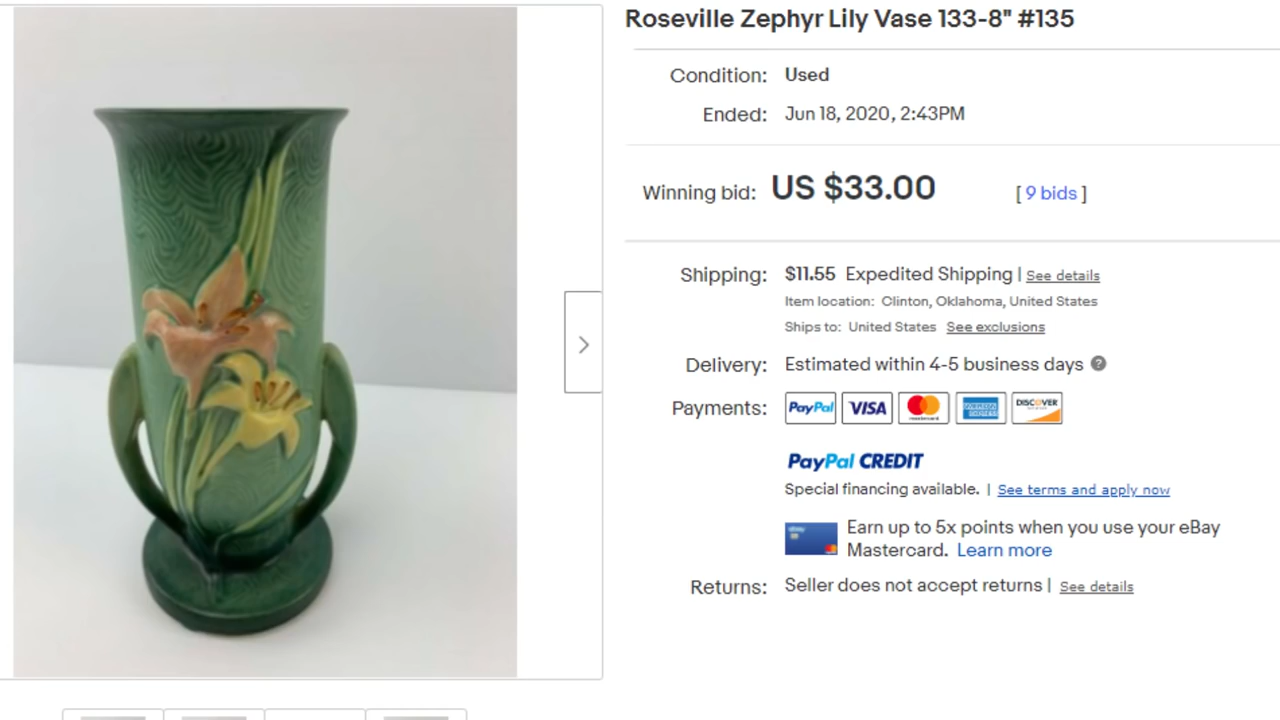 Roseville Zephyr Lily Vase 133-8" #135
Condition: Used
Ended: Jun 18, 2020, 2:43PM
Winning bid: US $33.00 [ 9 bids ]
Shipping: $11.55 Expedited Shipping | See details
Item location: Clinton, Oklahoma, United States
Ships to: United States See exclusions
Delivery: Estimated within 4-5 business days ?
Payments: PayPal VISA mastercard AMERICAN EXPRESS DISCOVER
PayPal CREDIT
Special financing available. | See terms and apply now
Earn up to 5x points when you use your eBay
Mastercard. Learn more
Returns: Seller does not accept returns | See details